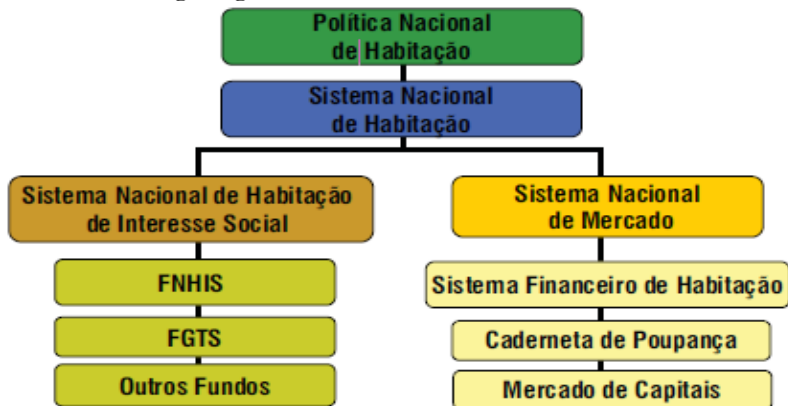 Política Nacional
de Habitação
Sistema Nacional
de Habitação
Sistema Nacional de Habitação
de Interesse Social
Sistema Nacional
de Mercado
FNHIS
Sistema Financeiro de Habitação
FGTS
Caderneta de Poupança
Outros Fundos
Mercado de Capitais